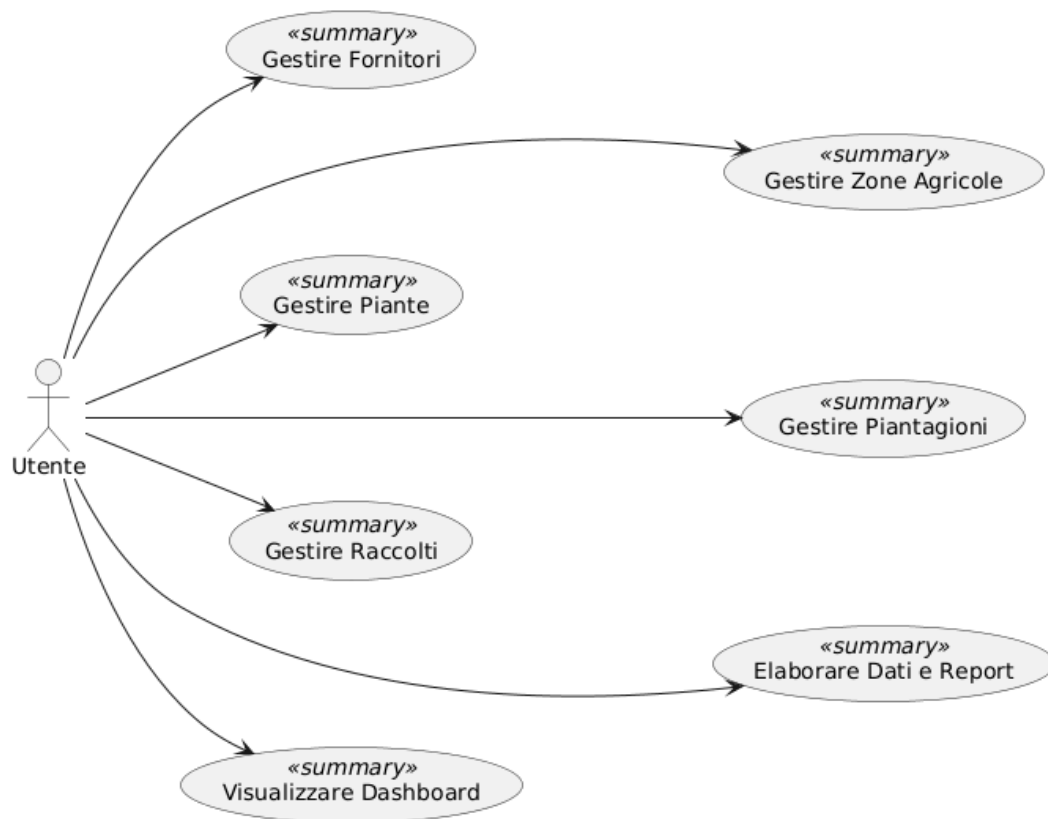 «summary»
Gestire Fornitori
«summary»
Gestire Zone Agricole
«summary»
Gestire Piante
«summary»
Gestire Piantagioni
Utente
«summary»
Gestire Raccolti
«summary»
Elaborare Dati e Report
«summary»
Visualizzare Dashboard